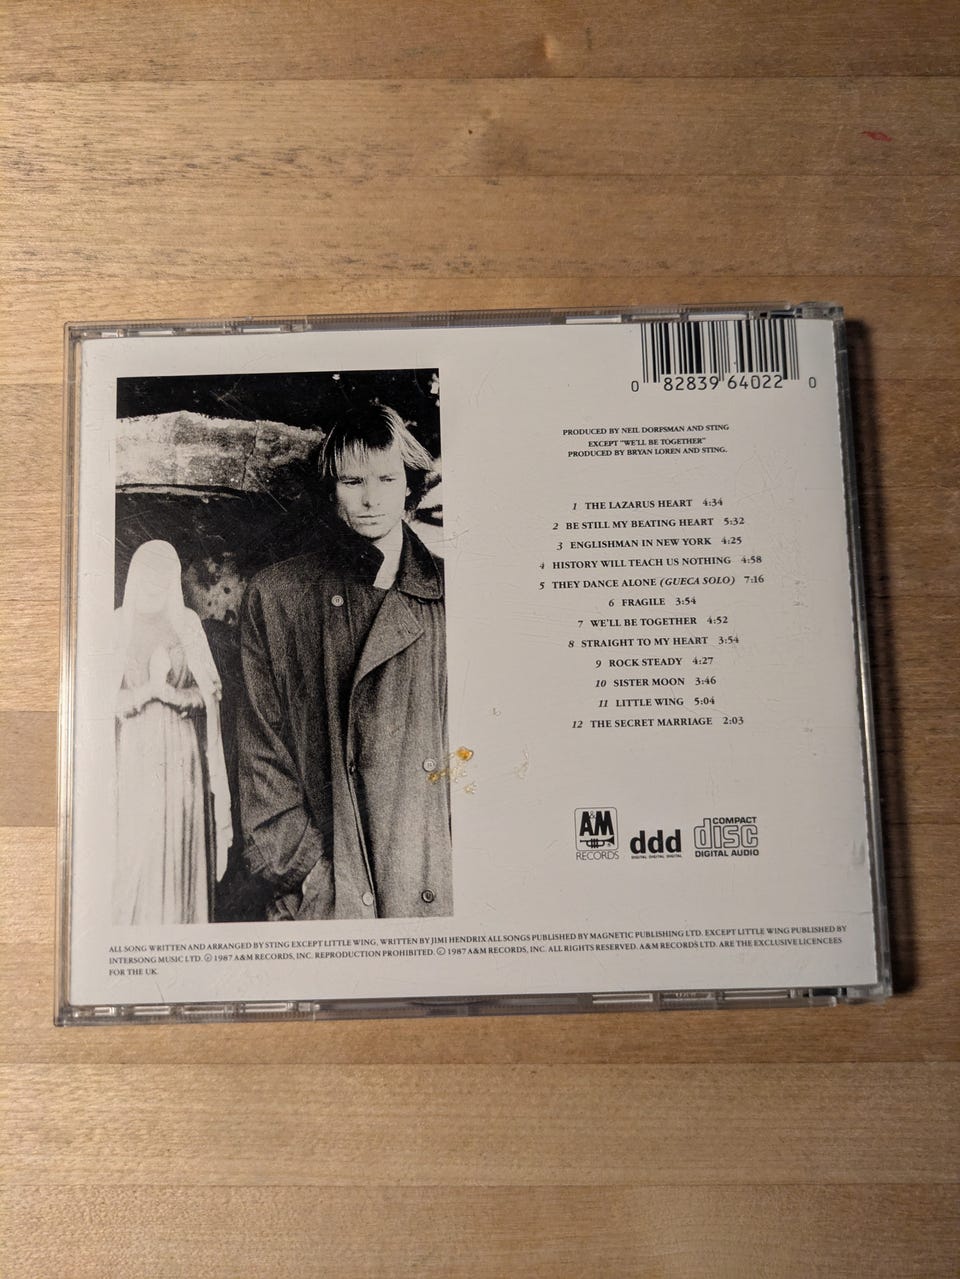 0 82839 64022 0
PRODUCED BY NEIL DORFSMAN AND STING
EXCEPT "WE'LL BE TOGETHER"
PRODUCED BY BRYAN LOREN AND STING.
1 THE LAZARUS HEART 4:34
2 BE STILL MY BEATING HEART 5:32
3 ENGLISHMAN IN NEW YORK 4:25
4 HISTORY WILL TEACH US NOTHING 4:58
5 THEY DANCE ALONE (GUECA SOLO) 7:16
6 FRAGILE 3:54
7 WE'LL BE TOGETHER 4:52
8 STRAIGHT TO MY HEART 3:54
9 ROCK STEADY 4:27
10 SISTER MOON 3:46
11 LITTLE WING 5:04
12 THE SECRET MARRIAGE 2:03
A&M RECORDS
ddd
DIGITAL DIGITAL DIGITAL
COMPACT
disc
DIGITAL AUDIO
ALL SONG WRITTEN AND ARRANGED BY STING EXCEPT LITTLE WING, WRITTEN BY JIMI HENDRIX ALL SONGS PUBLISHED BY MAGNETIC PUBLISHING LTD. EXCEPT LITTLE WING PUBLISHED BY
INTERSONG MUSIC LTD. ℗ 1987 A&M RECORDS, INC. REPRODUCTION PROHIBITED. © 1987 A&M RECORDS, INC. ALL RIGHTS RESERVED. A&M RECORDS LTD. ARE THE EXCLUSIVE LICENCEES
FOR THE UK.